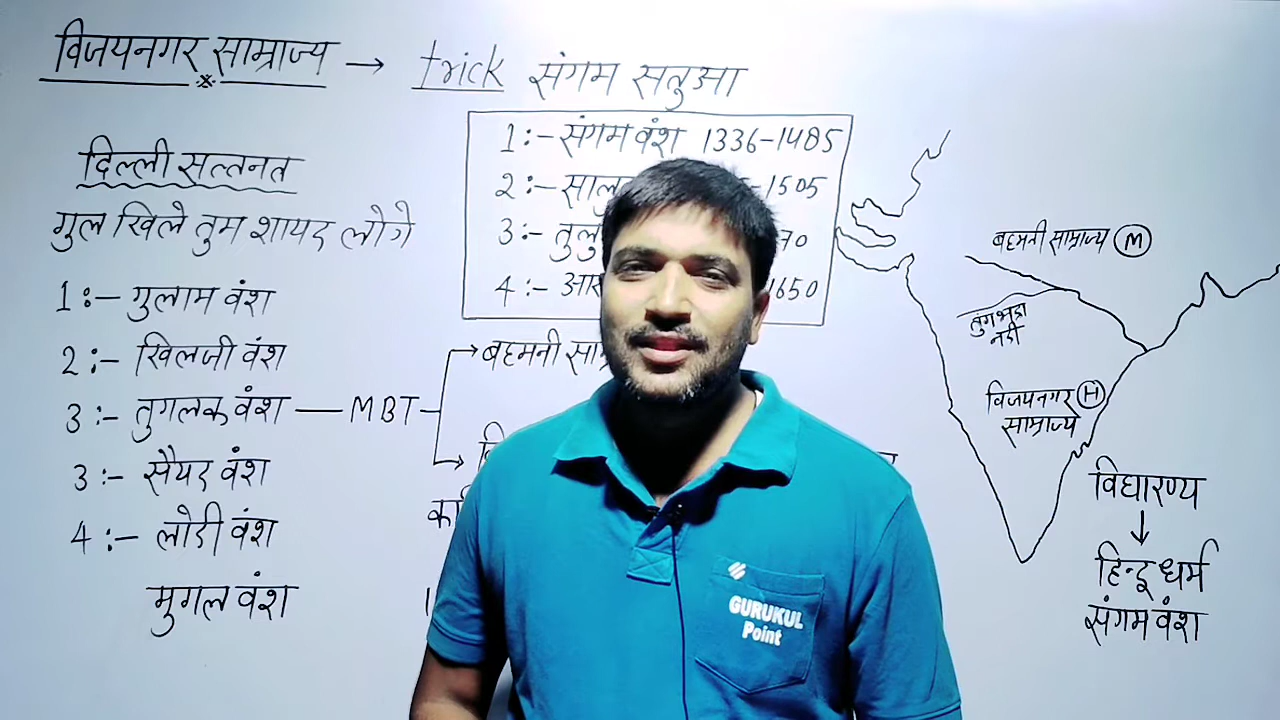 विजयनगर साम्राज्य → trick संगम सतुआ
1:- संगम वंश 1336-1485
2:- सालु -1505
3:- तुलु 70
4:- आर 1650
दिल्ली सल्तनत
गुल खिले तुम शायद लोगे
1:- गुलाम वंश
2:- खिलजी वंश
3:- तुगलक वंश — MBT
3:- सैयद वंश
4:- लोदी वंश
मुगल वंश
बहमनी
बहमनी साम्राज्य M
तुंगभद्रा
नदी
विजयनगर H
साम्राज्य
विद्यारण्य
↓
हिन्दू धर्म
संगम वंश
GURUKUL
Point